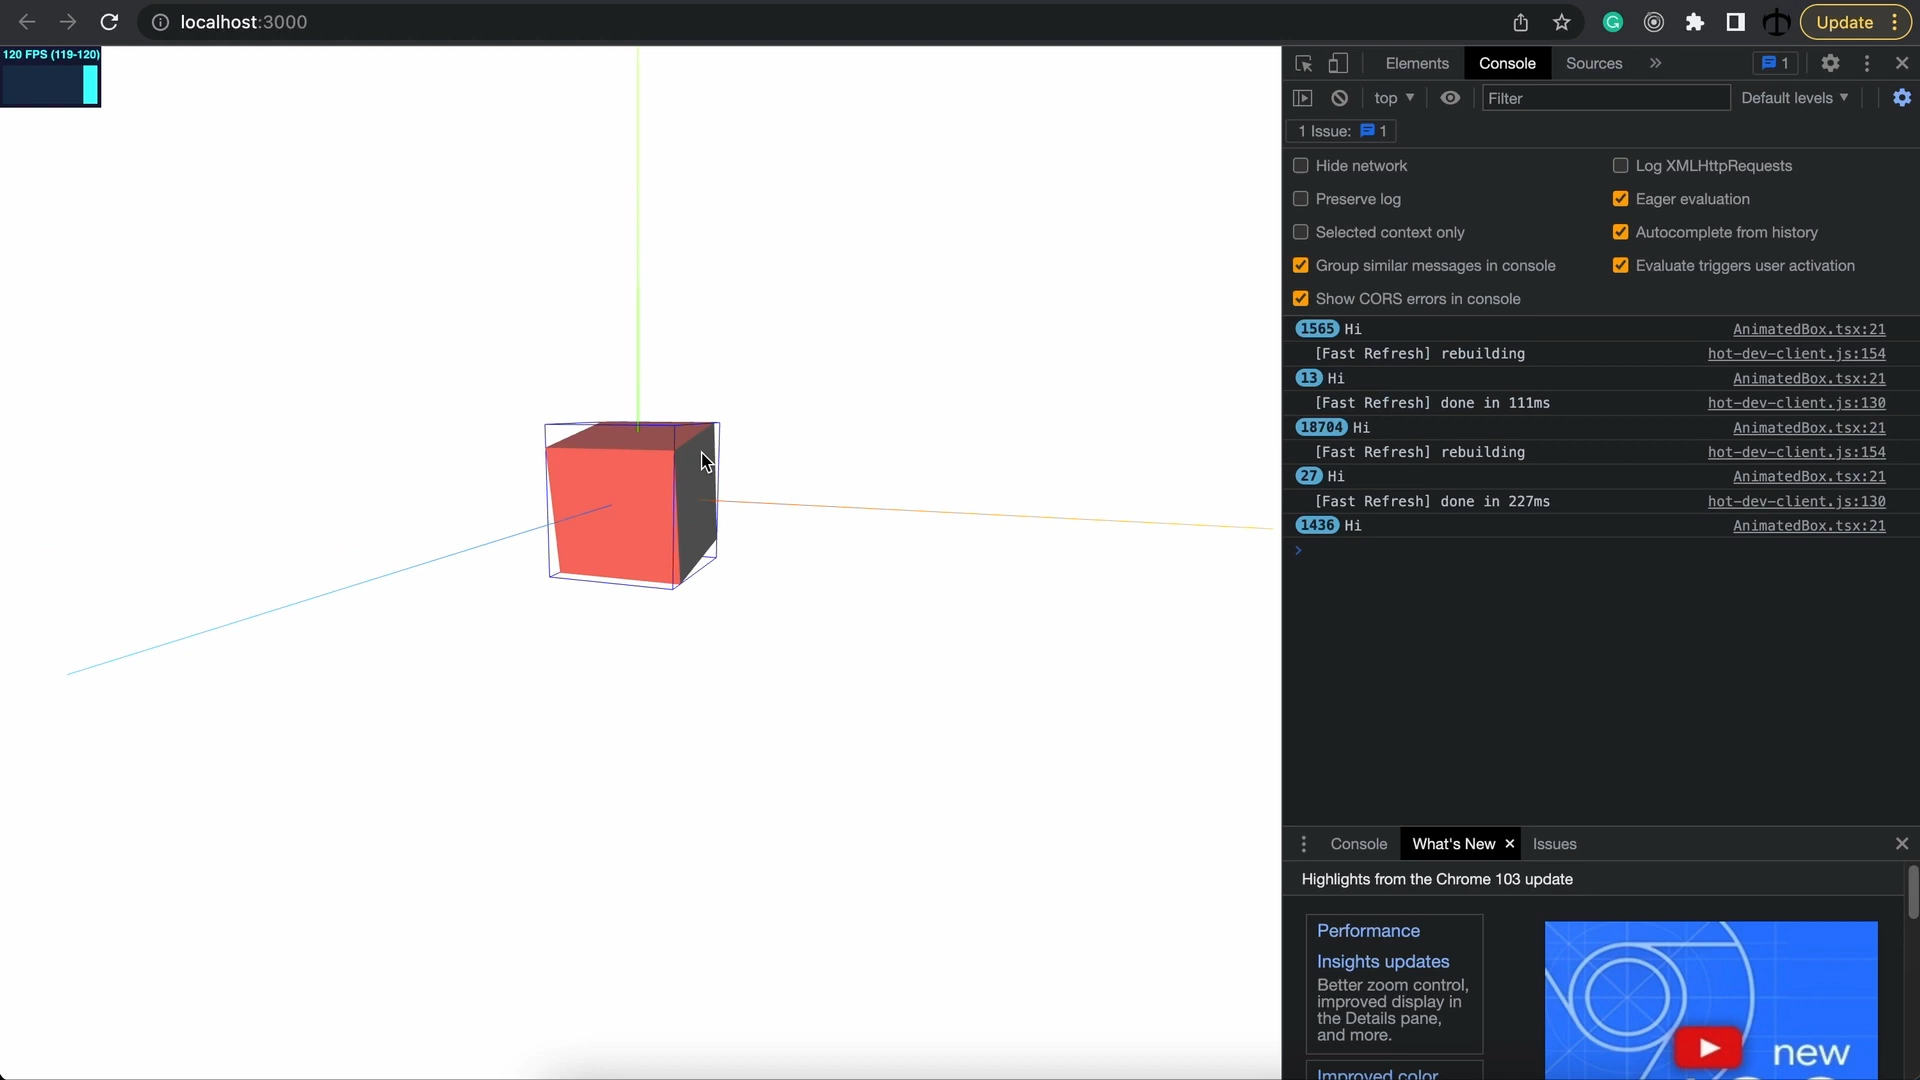 localhost:3000
Update
120 FPS (119-120)
Elements
Console
Sources
1
top
Filter
Default levels
1 Issue:
1
Hide network
Log XMLHttpRequests
Preserve log
Eager evaluation
Selected context only
Autocomplete from history
Group similar messages in console
Evaluate triggers user activation
Show CORS errors in console
1565 Hi AnimatedBox.tsx:21
[Fast Refresh] rebuilding hot-dev-client.js:154
13 Hi AnimatedBox.tsx:21
[Fast Refresh] done in 111ms hot-dev-client.js:130
18704 Hi AnimatedBox.tsx:21
[Fast Refresh] rebuilding hot-dev-client.js:154
27 Hi AnimatedBox.tsx:21
[Fast Refresh] done in 227ms hot-dev-client.js:130
1436 Hi AnimatedBox.tsx:21
Console
What's New
Issues
Highlights from the Chrome 103 update
Performance
Insights updates
Better zoom control,
improved display in
the Details pane,
and more.
Improved color
new